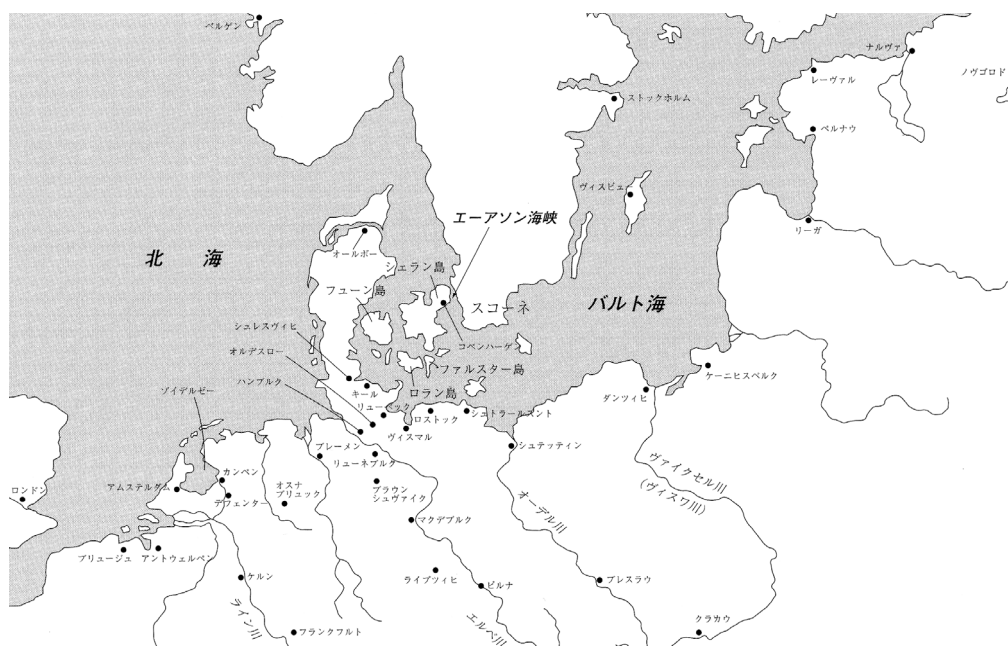 ベルゲン
ナルヴァ
レーヴァル
ノヴゴロド
ストックホルム
ペルナウ
ヴィスビュー
リーガ
エーアソン海峡
北海
オールボー
シェラン島
フューン島
スコーネ
バルト海
シュレスヴィヒ
コペンハーゲン
オルデスロー
ファルスター島
ケーニヒスベルク
ゾイデルゼー
ハンブルク
キール
ロラン島
ダンツィヒ
リューベック
ロストック
シュトラールズント
ヴィスマル
ブレーメン
シュテッティン
リューネブルク
ヴァイクセル川
(ヴィスワ川)
カンペン
ロンドン
アムステルダム
オスナ
ブリュック
ブラウン
シュヴァイク
デフェンター
オーデル川
マクデブルク
ブリュージュ
アントウェルペン
ケルン
ライプツィヒ
ピルナ
ブレスラウ
ライン川
エルベ川
フランクフルト
クラカウ